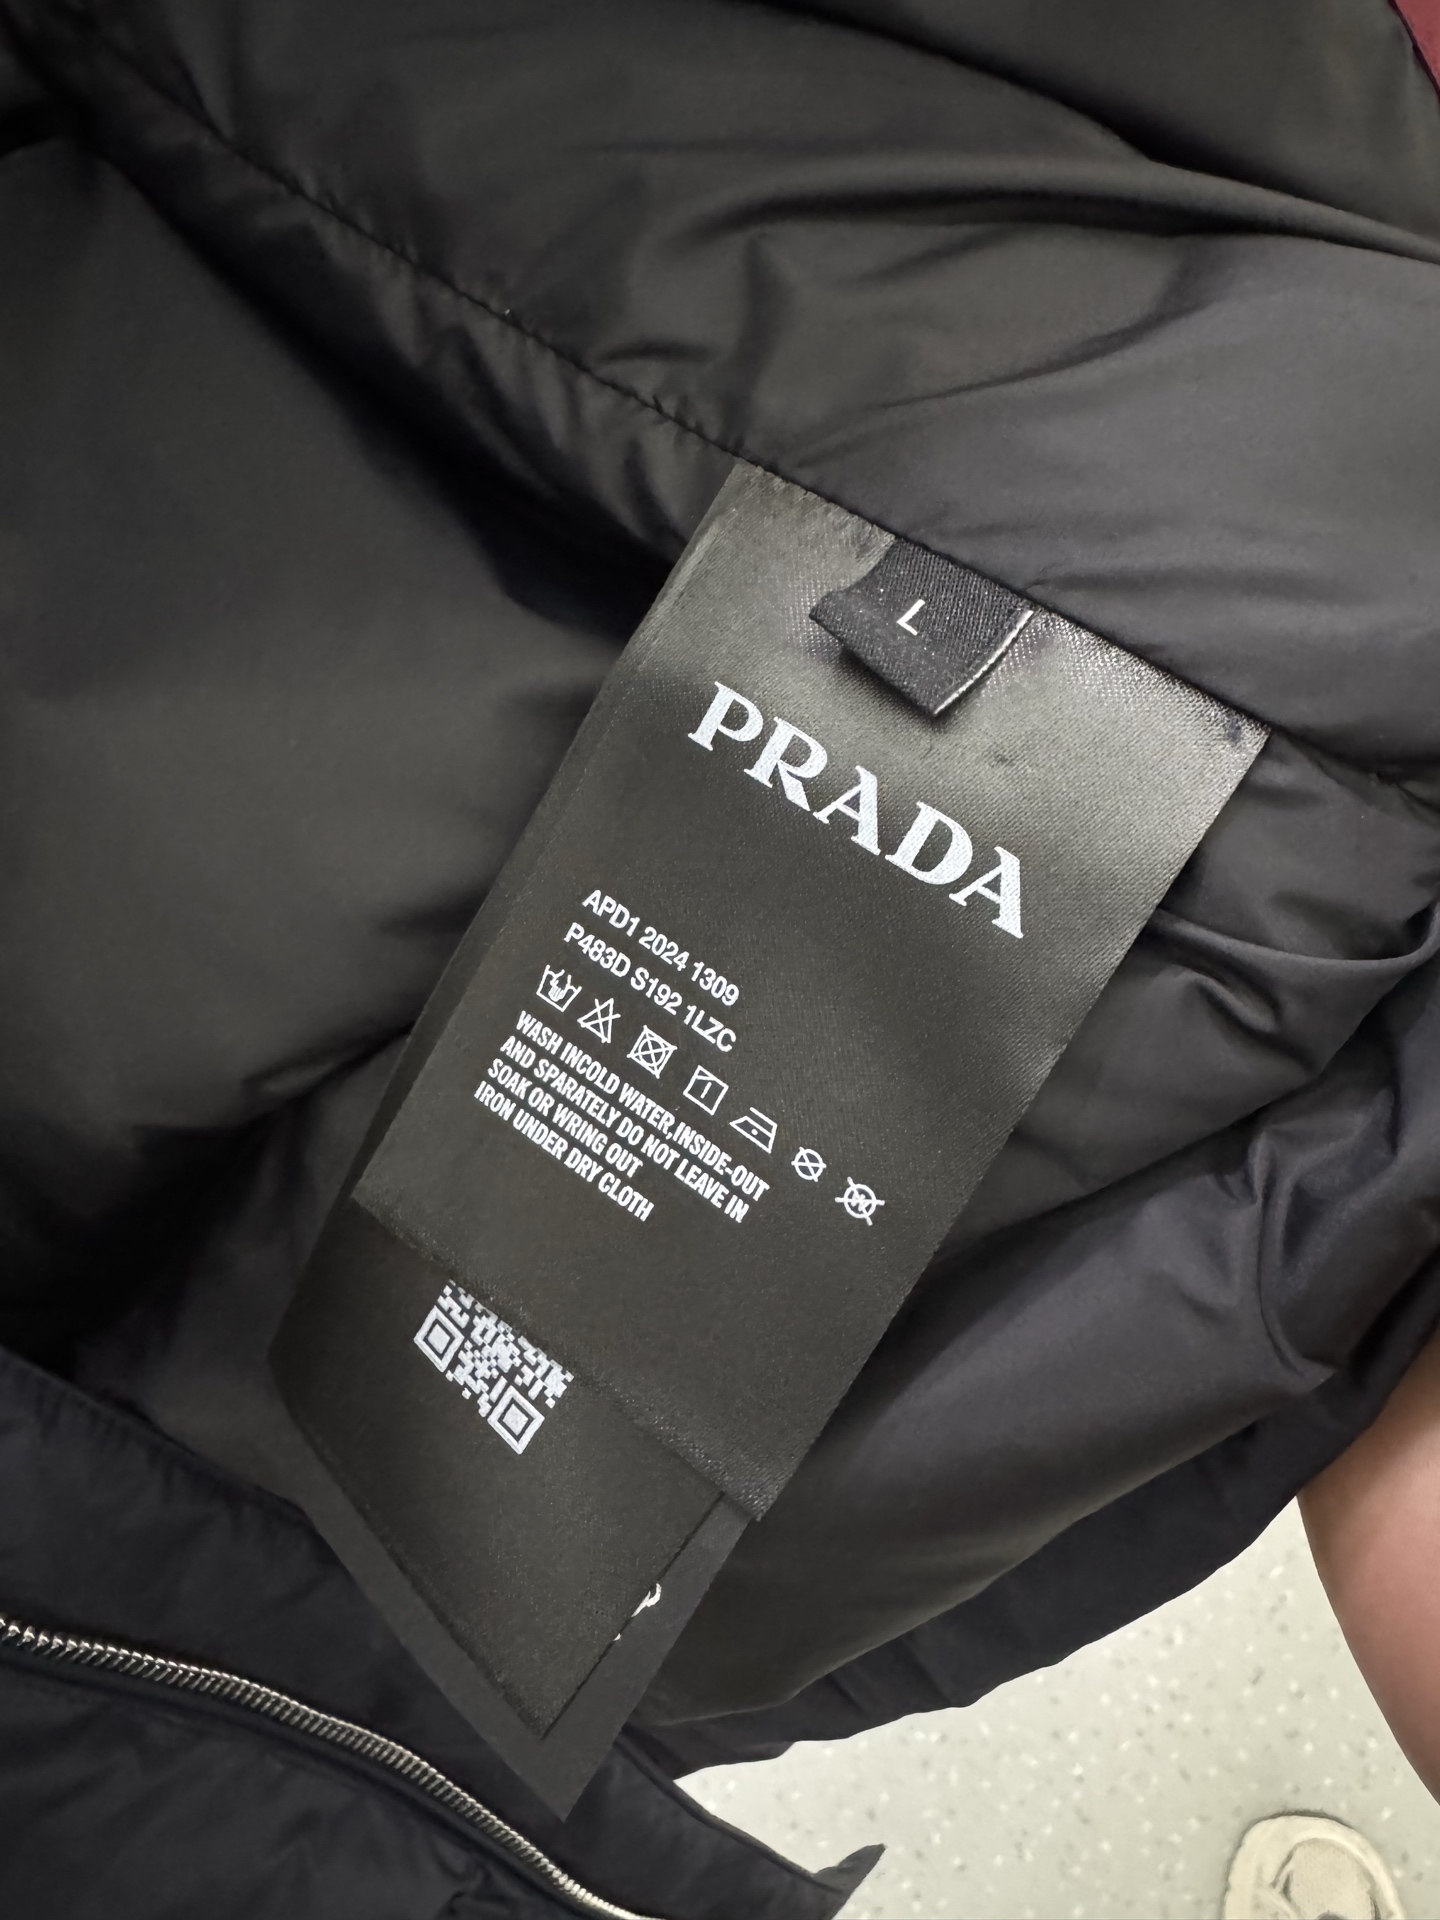 L
PRADA
APD1 2024 1309
P483D S192 1LZC
WASH INCOLD WATER,INSIDE-OUT
AND SPARATELY DO NOT LEAVE IN
SOAK OR WRING OUT
IRON UNDER DRY CLOTH